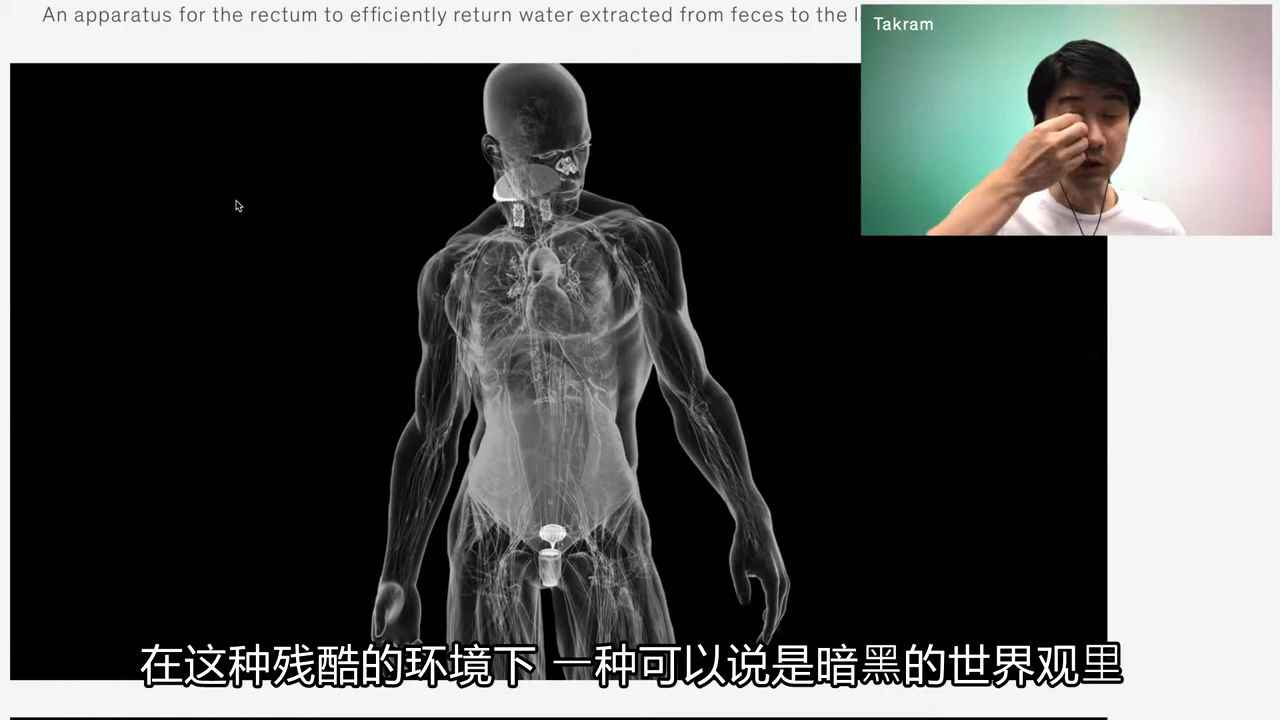 An apparatus for the rectum to efficiently return water extracted from feces to the
Takram
在这种残酷的环境下 一种可以说是暗黑的世界观里